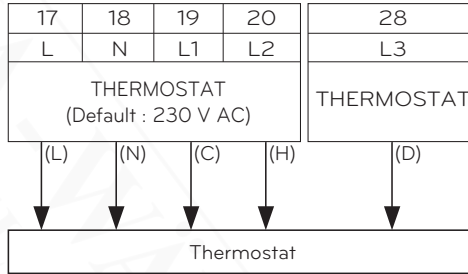 17 18 19 20 28
L N L1 L2 L3
THERMOSTAT
(Default : 230 V AC)
THERMOSTAT
(L) (N) (C) (H) (D)
Thermostat